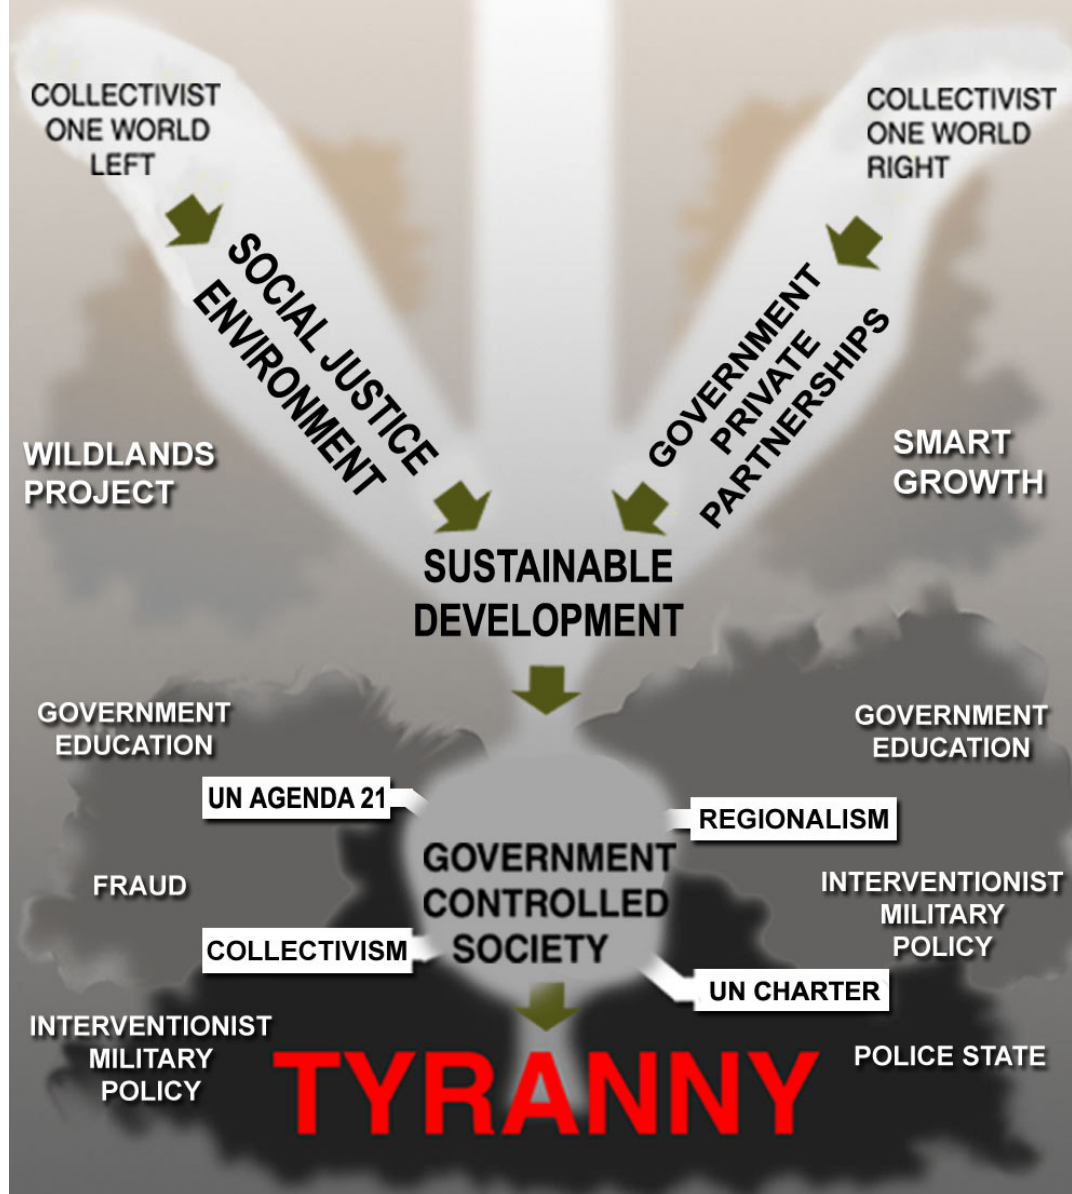 COLLECTIVIST
ONE WORLD
LEFT
COLLECTIVIST
ONE WORLD
RIGHT
SOCIAL JUSTICE
ENVIRONMENT
GOVERNMENT
PRIVATE
PARTNERSHIPS
WILDLANDS
PROJECT
SMART
GROWTH
SUSTAINABLE
DEVELOPMENT
GOVERNMENT
EDUCATION
GOVERNMENT
EDUCATION
UN AGENDA 21
REGIONALISM
GOVERNMENT
CONTROLLED
SOCIETY
FRAUD
INTERVENTIONIST
MILITARY
POLICY
COLLECTIVISM
UN CHARTER
INTERVENTIONIST
MILITARY
POLICY
POLICE STATE
TYRANNY